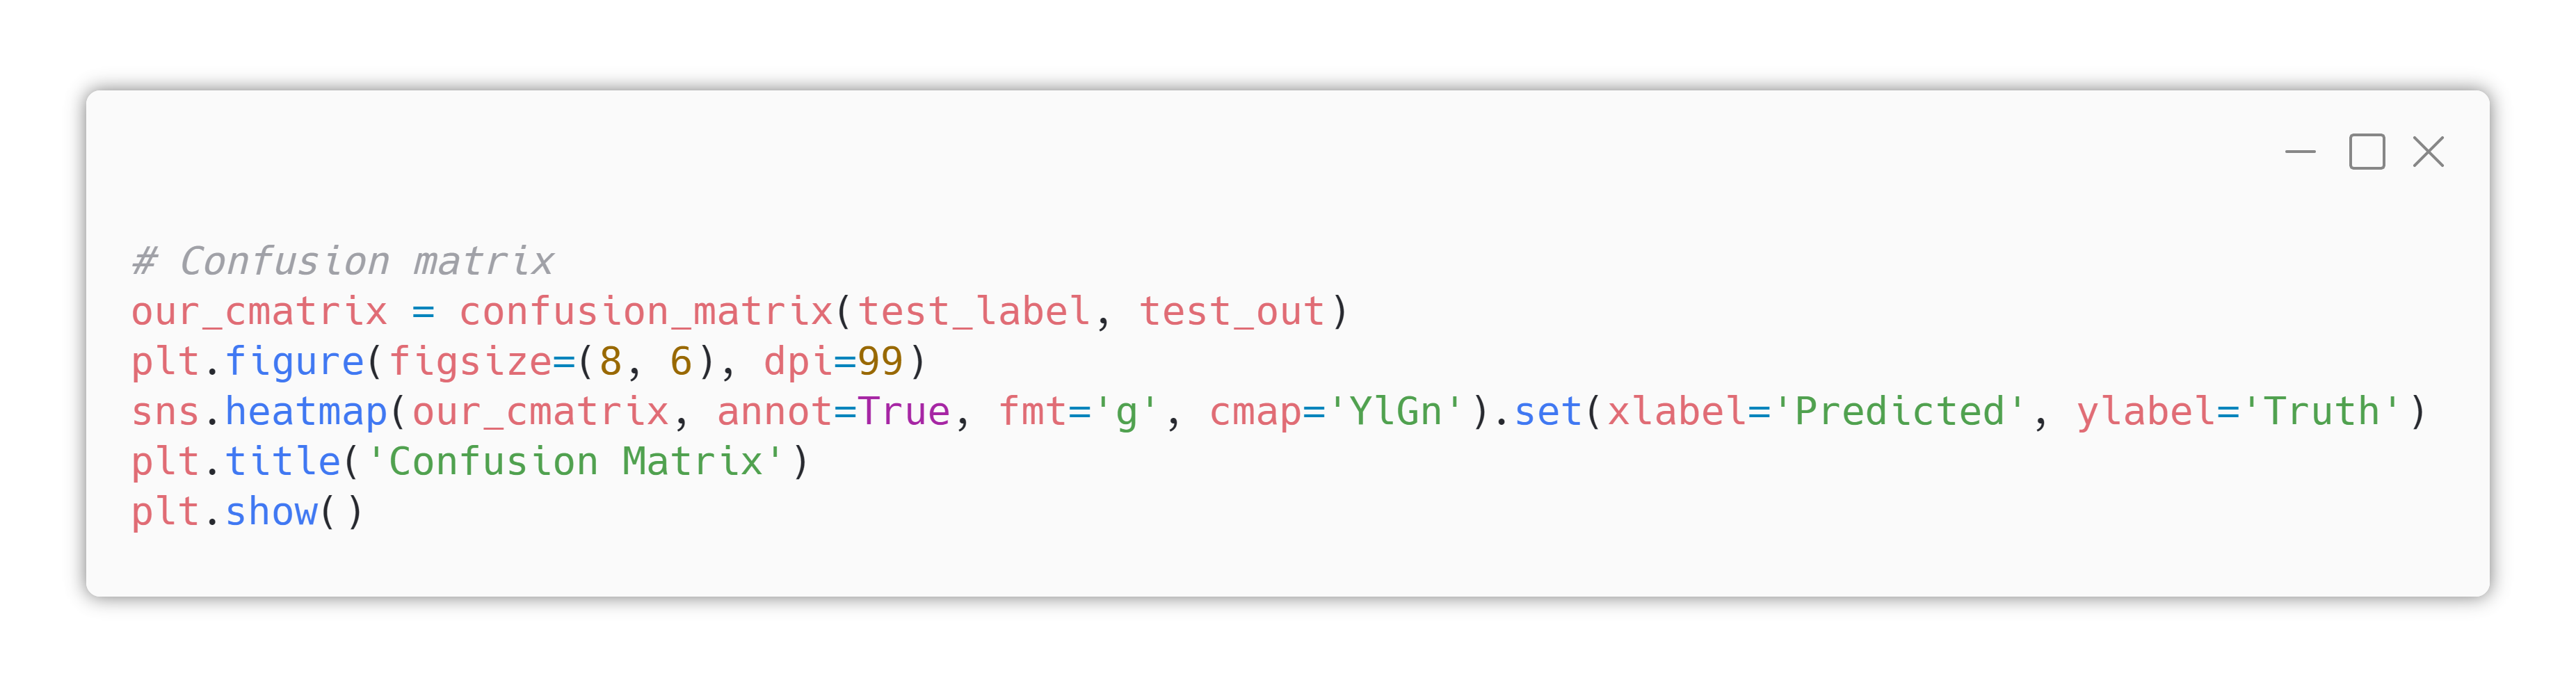 # Confusion matrix
our_cmatrix = confusion_matrix(test_label, test_out)
plt.figure(figsize=(8, 6), dpi=99)
sns.heatmap(our_cmatrix, annot=True, fmt='g', cmap='YlGn').set(xlabel='Predicted', ylabel='Truth')
plt.title('Confusion Matrix')
plt.show()